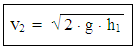 v₂ = √2 · g · h₁